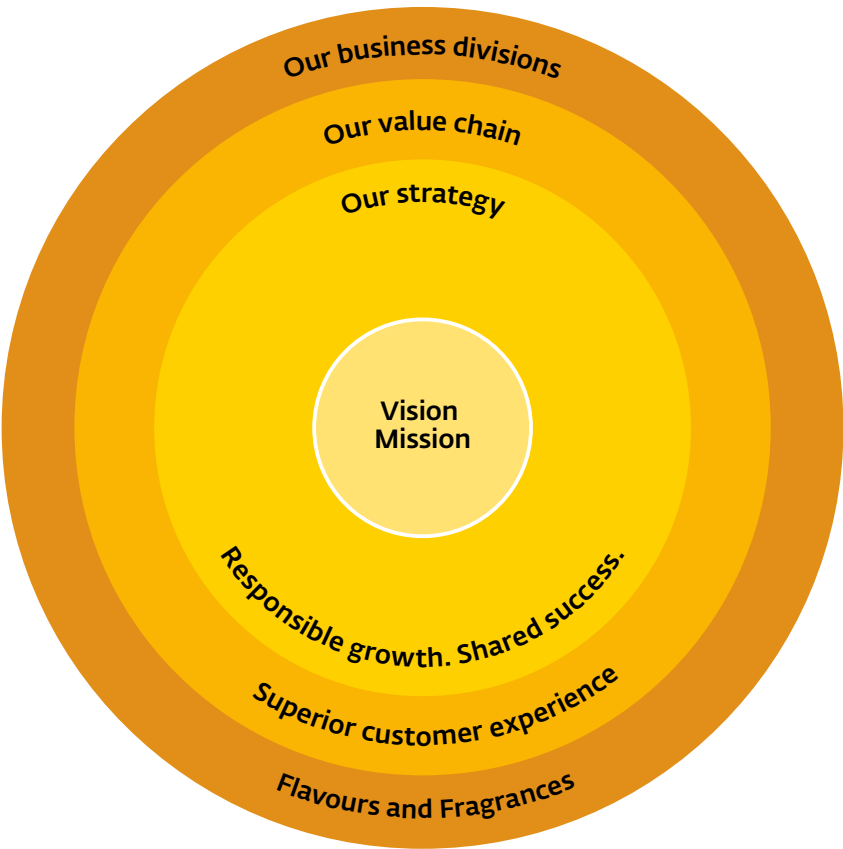 Our business divisions
Our value chain
Our strategy
Vision
Mission
Responsible growth. Shared success.
Superior customer experience
Flavours and Fragrances